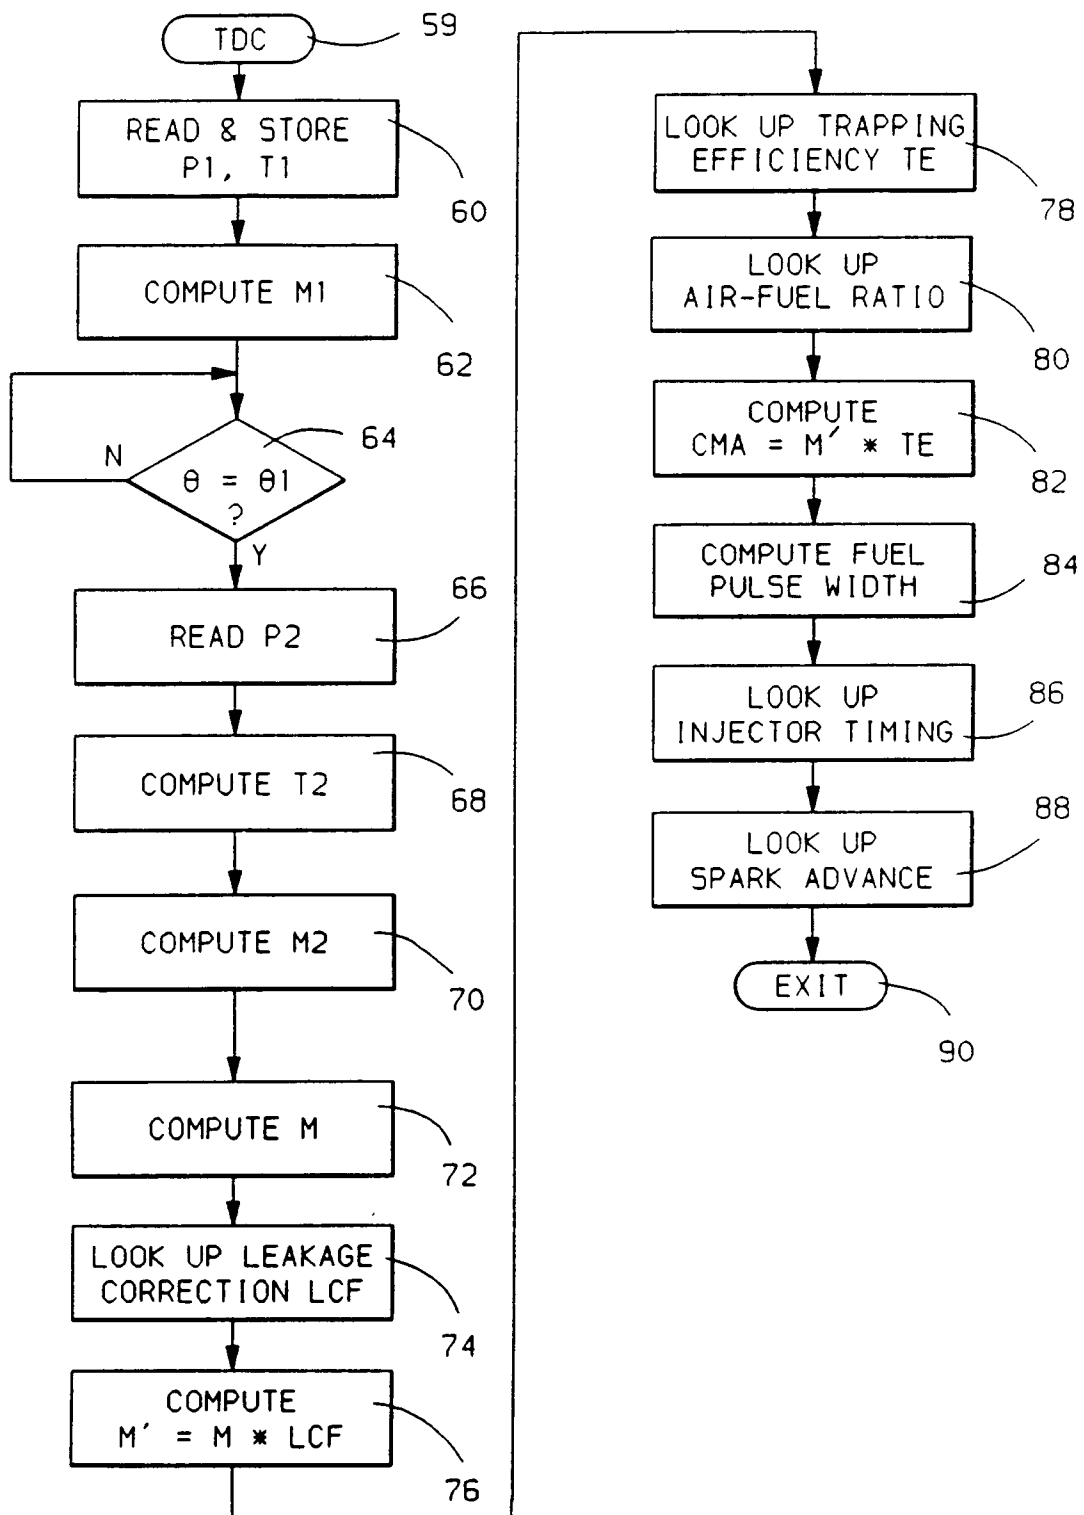 TDC
59
READ & STORE
P1, T1
60
COMPUTE M1
62
64
N
θ = θ1
?
Y
66
READ P2
COMPUTE T2
68
COMPUTE M2
70
COMPUTE M
72
LOOK UP LEAKAGE
CORRECTION LCF
74
COMPUTE
M′ = M * LCF
76
LOOK UP TRAPPING
EFFICIENCY TE
78
LOOK UP
AIR-FUEL RATIO
80
COMPUTE
CMA = M′ * TE
82
COMPUTE FUEL
PULSE WIDTH
84
LOOK UP
INJECTOR TIMING
86
LOOK UP
SPARK ADVANCE
88
EXIT
90